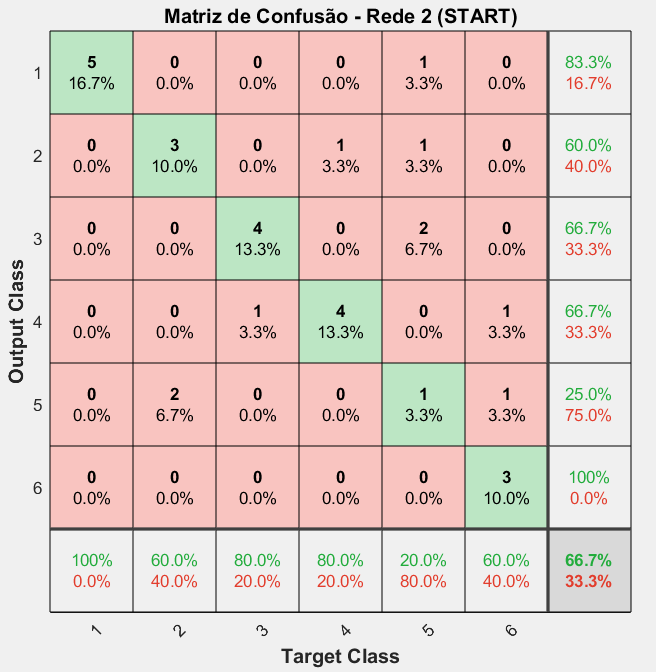 Matriz de Confusão - Rede 2 (START)
1
5 0 0 0 1 0 83.3%
16.7% 0.0% 0.0% 0.0% 3.3% 0.0% 16.7%
2
0 3 0 1 1 0 60.0%
0.0% 10.0% 0.0% 3.3% 3.3% 0.0% 40.0%
3
0 0 4 0 2 0 66.7%
0.0% 0.0% 13.3% 0.0% 6.7% 0.0% 33.3%
4
0 0 1 4 0 1 66.7%
0.0% 0.0% 3.3% 13.3% 0.0% 3.3% 33.3%
5
0 2 0 0 1 1 25.0%
0.0% 6.7% 0.0% 0.0% 3.3% 3.3% 75.0%
6
0 0 0 0 0 3 100%
0.0% 0.0% 0.0% 0.0% 0.0% 10.0% 0.0%
100% 60.0% 80.0% 80.0% 20.0% 60.0% 66.7%
0.0% 40.0% 20.0% 20.0% 80.0% 40.0% 33.3%
1 2 3 4 5 6
Target Class
Output Class